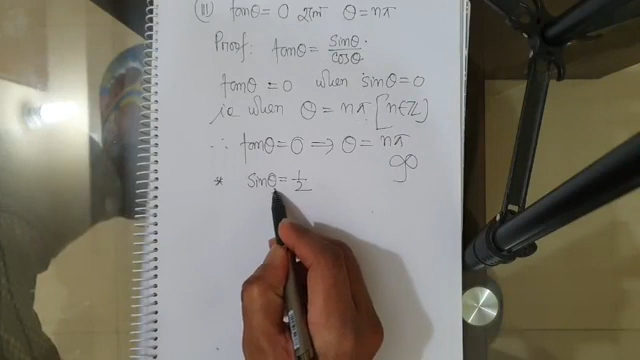 (iii) tanθ = 0 হলে θ = nπ
Proof: tanθ = sinθ/cosθ.
tanθ = 0 when sinθ = 0
ie when θ = nπ [n∈ℤ]
∴ tanθ = 0 ⟹ θ = nπ
* sinθ = 1/2